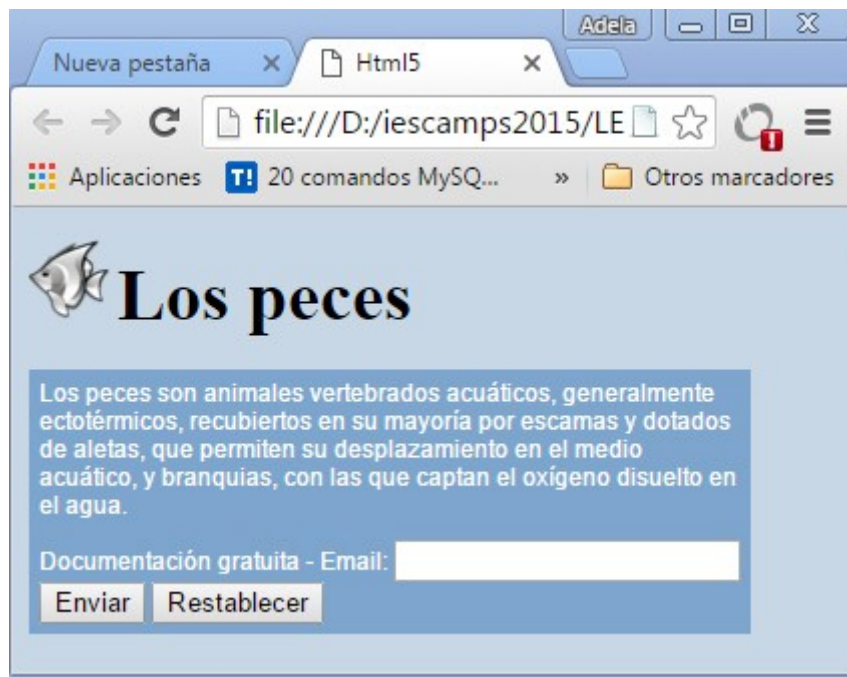 Adela
Nueva pestaña
Html5
file:///D:/iescamps2015/LE
Aplicaciones
T! 20 comandos MySQ...
»
Otros marcadores
Los peces
Los peces son animales vertebrados acuáticos, generalmente
ectotérmicos, recubiertos en su mayoría por escamas y dotados
de aletas, que permiten su desplazamiento en el medio
acuático, y branquias, con las que captan el oxígeno disuelto en
el agua.
Documentación gratuita - Email:
Enviar
Restablecer